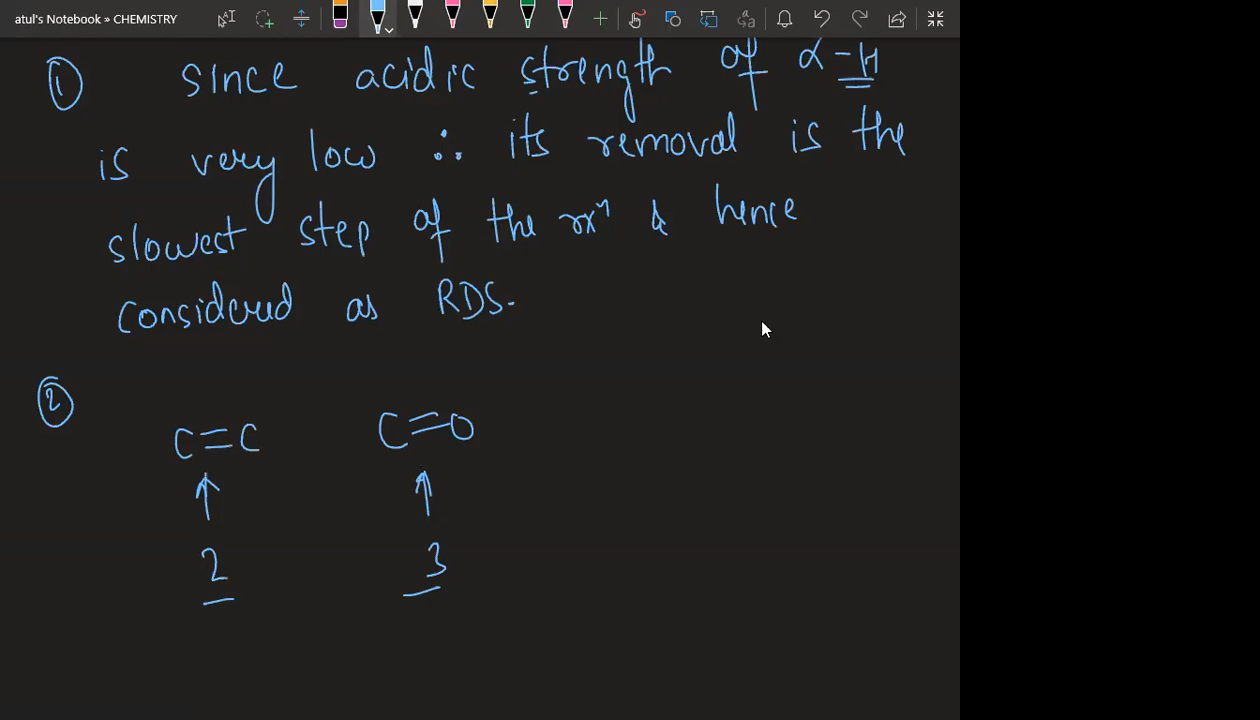 atul's Notebook » CHEMISTRY
① since acidic strength of α-H
is very low ∴ its removal is the
slowest step of the rxⁿ & hence
considered as RDS.
②
C=C C=O
↑ ↑
2 3